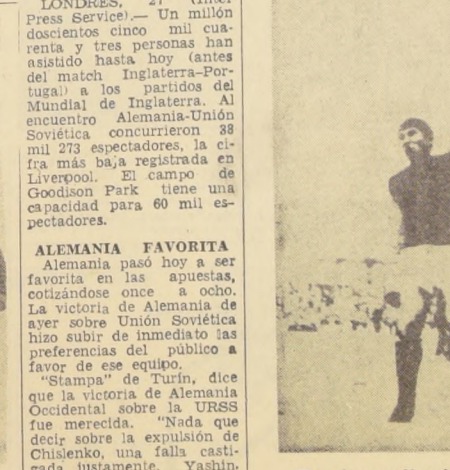 LONDRES, 27 (Inter
Press Service).— Un millón
doscientos cinco mil cua-
renta y tres personas han
asistido hasta hoy (antes
del match Inglaterra-Por-
tugal) a los partidos del
Mundial de Inglaterra. Al
encuentro Alemania-Unión
Soviética concurrieron 38
mil 273 espectadores, la ci-
fra más baja registrada en
Liverpool. El campo de
Goodison Park tiene una
capacidad para 60 mil es-
pectadores.
ALEMANIA FAVORITA
Alemania pasó hoy a ser
favorita en las apuestas,
cotizándose once a ocho.
La victoria de Alemania de
ayer sobre Unión Soviética
hizo subir de inmediato las
preferencias del público a
favor de ese equipo.
"Stampa" de Turín, dice
que la victoria de Alemania
Occidental sobre la URSS
fue merecida. "Nada que
decir sobre la expulsión de
Chislenko, una falla casti-
gada justamente. Yashin,